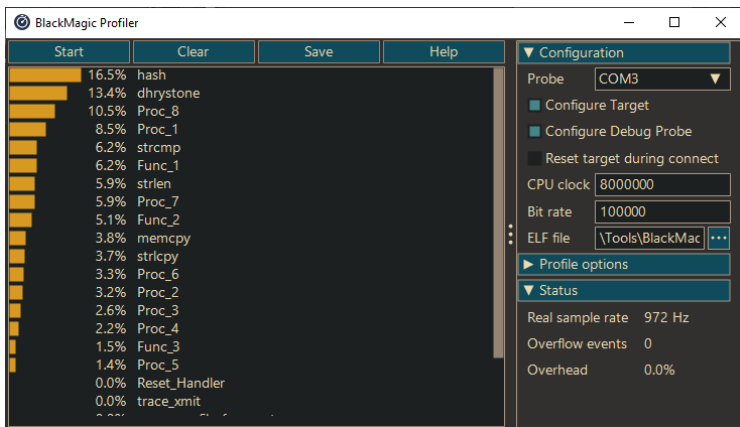 BlackMagic Profiler
Start Clear Save Help
16.5% hash
13.4% dhrystone
10.5% Proc_8
8.5% Proc_1
6.2% strcmp
6.2% Func_1
5.9% strlen
5.9% Proc_7
5.1% Func_2
3.8% memcpy
3.7% strlcpy
3.3% Proc_6
3.2% Proc_2
2.6% Proc_3
2.2% Proc_4
1.5% Func_3
1.4% Proc_5
0.0% Reset_Handler
0.0% trace_xmit
Configuration
Probe COM3
Configure Target
Configure Debug Probe
Reset target during connect
CPU clock 8000000
Bit rate 100000
ELF file \Tools\BlackMac ...
Profile options
Status
Real sample rate 972 Hz
Overflow events 0
Overhead 0.0%